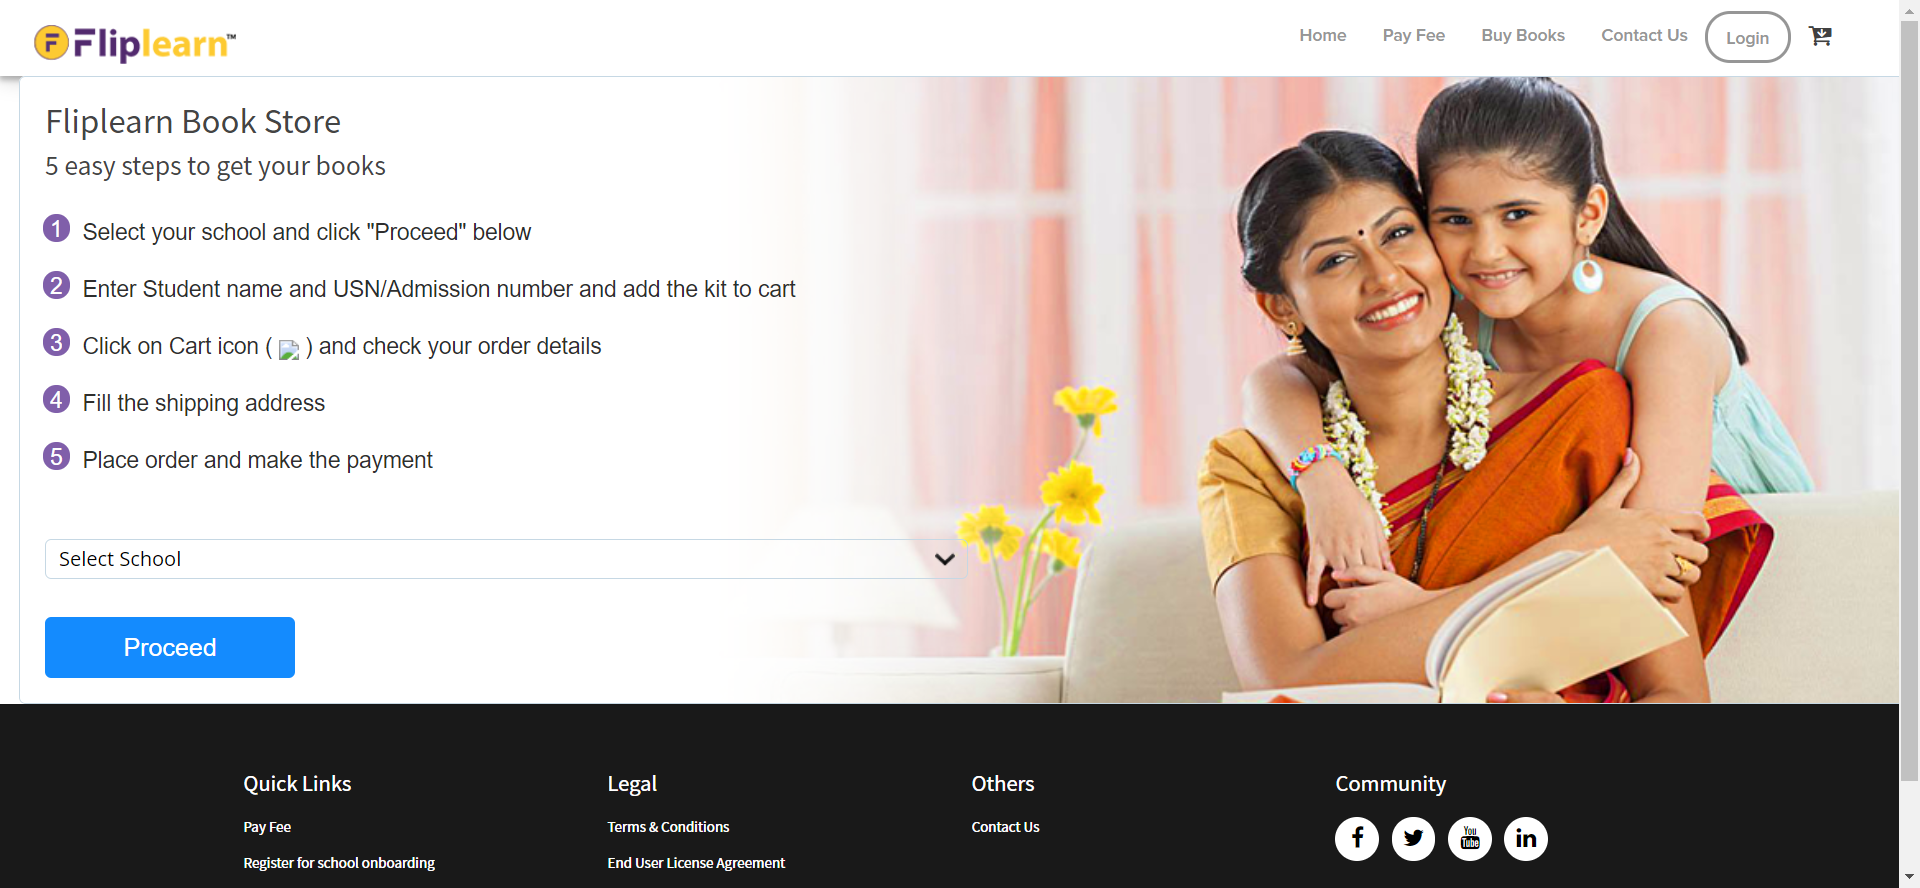 Fliplearn™
Home Pay Fee Buy Books Contact Us Login
Fliplearn Book Store
5 easy steps to get your books
1 Select your school and click "Proceed" below
2 Enter Student name and USN/Admission number and add the kit to cart
3 Click on Cart icon ( ) and check your order details
4 Fill the shipping address
5 Place order and make the payment
Select School
Proceed
Quick Links
Pay Fee
Register for school onboarding
Legal
Terms & Conditions
End User License Agreement
Others
Contact Us
Community
You Tube